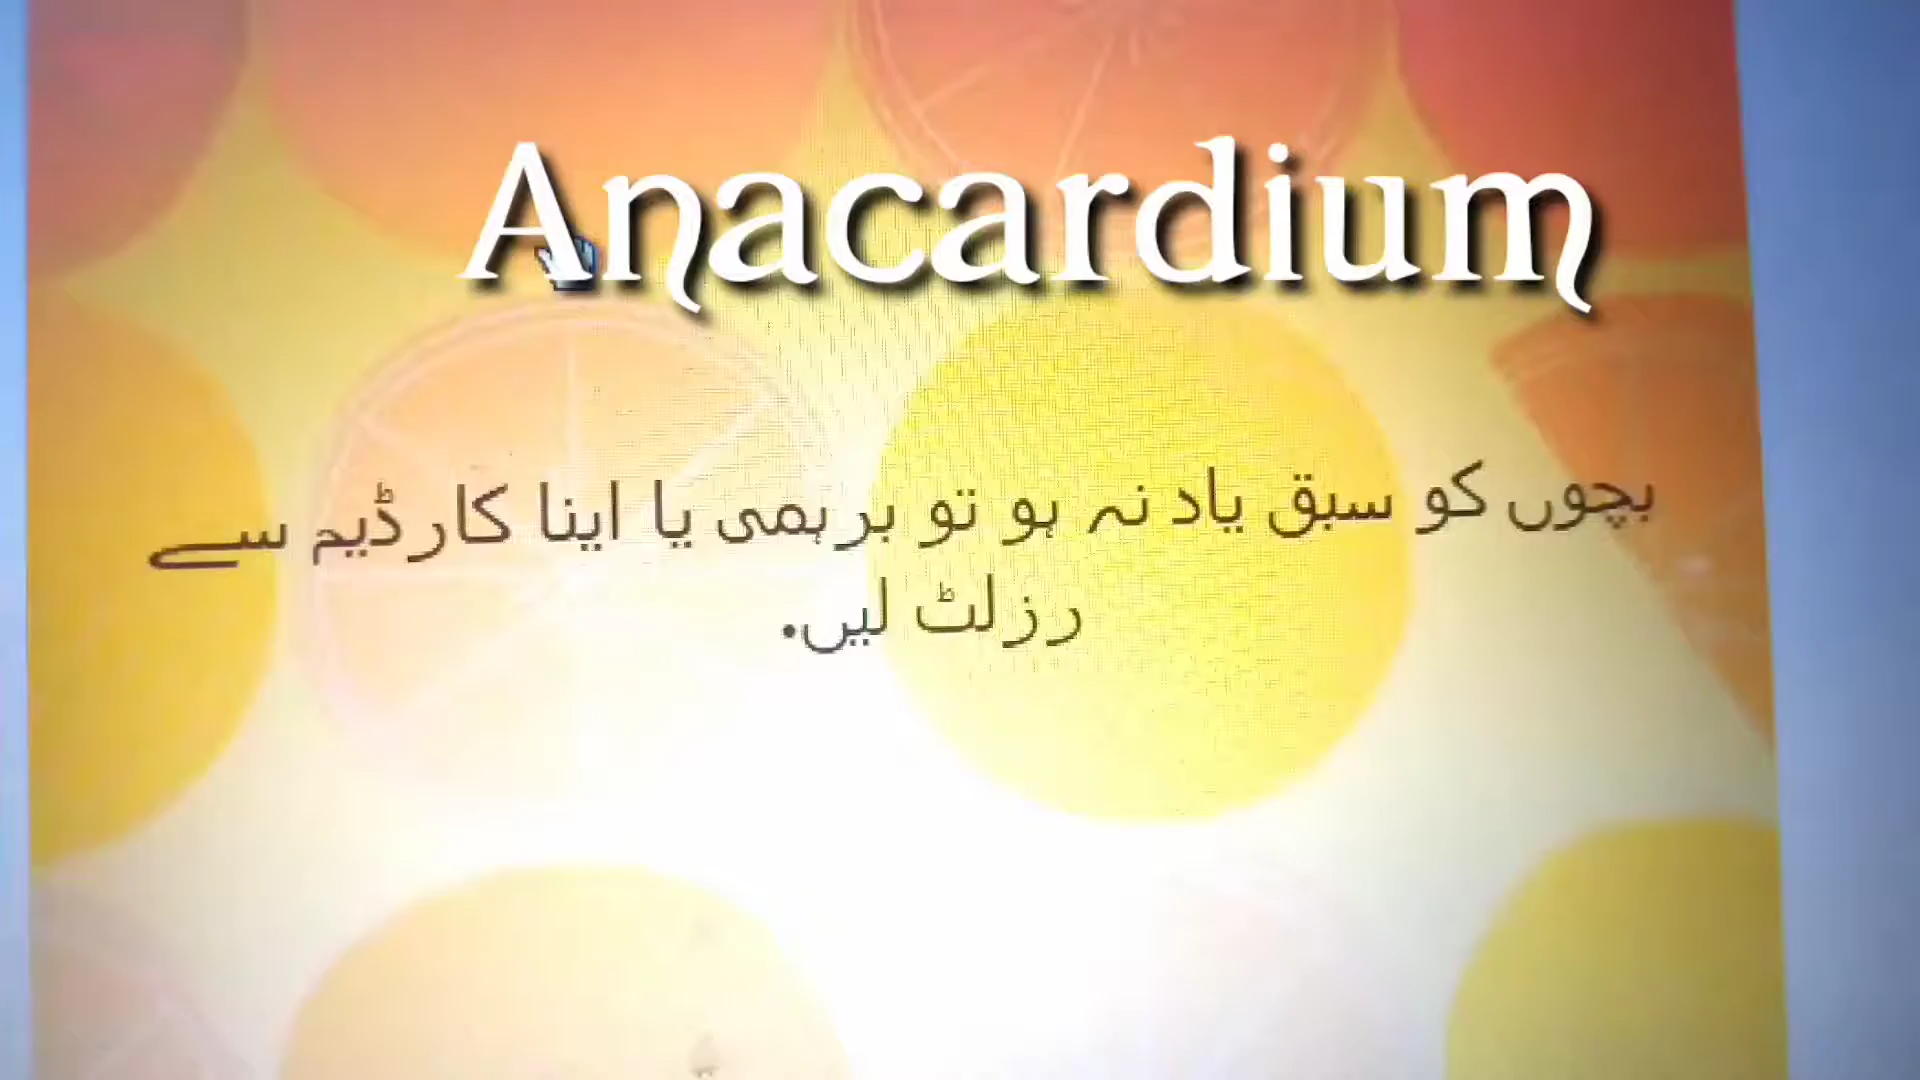 Anacardium
بچوں کو سبق یاد نہ ہو تو برہمی یا اینا کارڈیم سے
رزلٹ لیں.